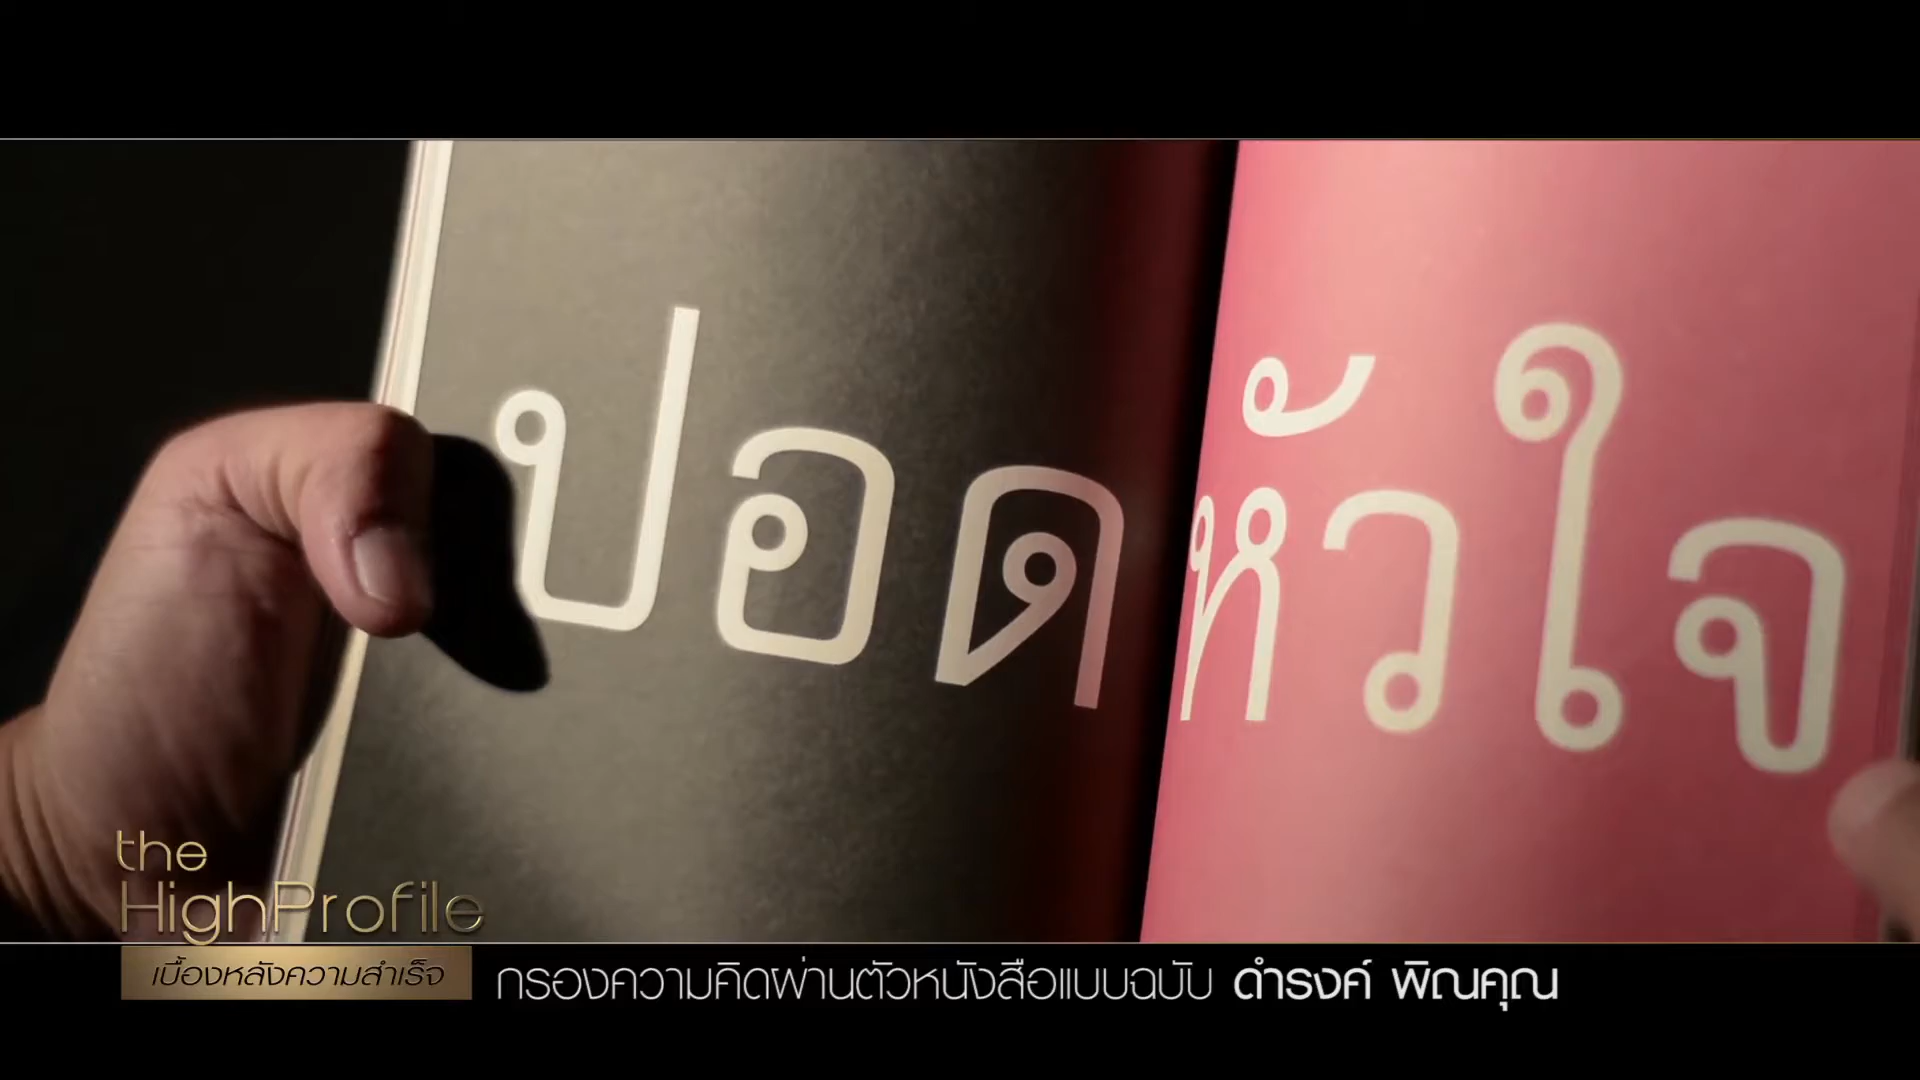 ปอดหัวใจ
the
HighProfile
เบื้องหลังความสำเร็จ
กรองความคิดผ่านตัวหนังสือแบบฉบับ ดำรงค์ พิณคุณ